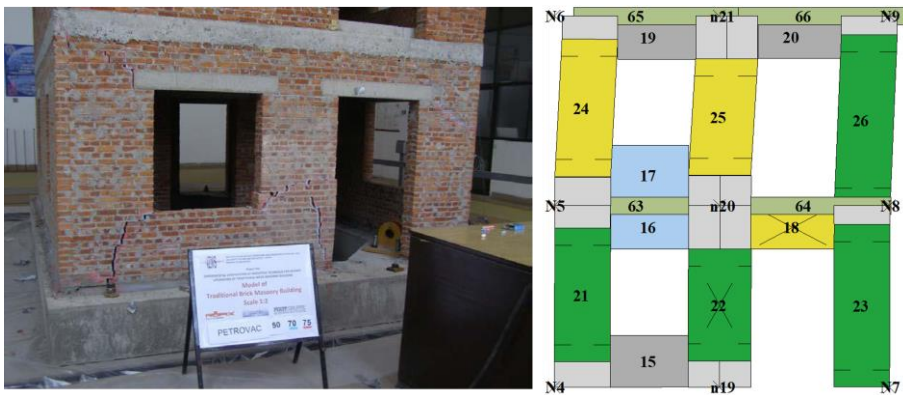 Model of
Traditional Brick Masonry Building
Scale 1:2
PETROVAC 50 70 75
N6 65 n21 66 N9
19 20
24 25 26
17
N5 63 n20 64 N8
16 18
21 22 23
15
N4 n19 N7